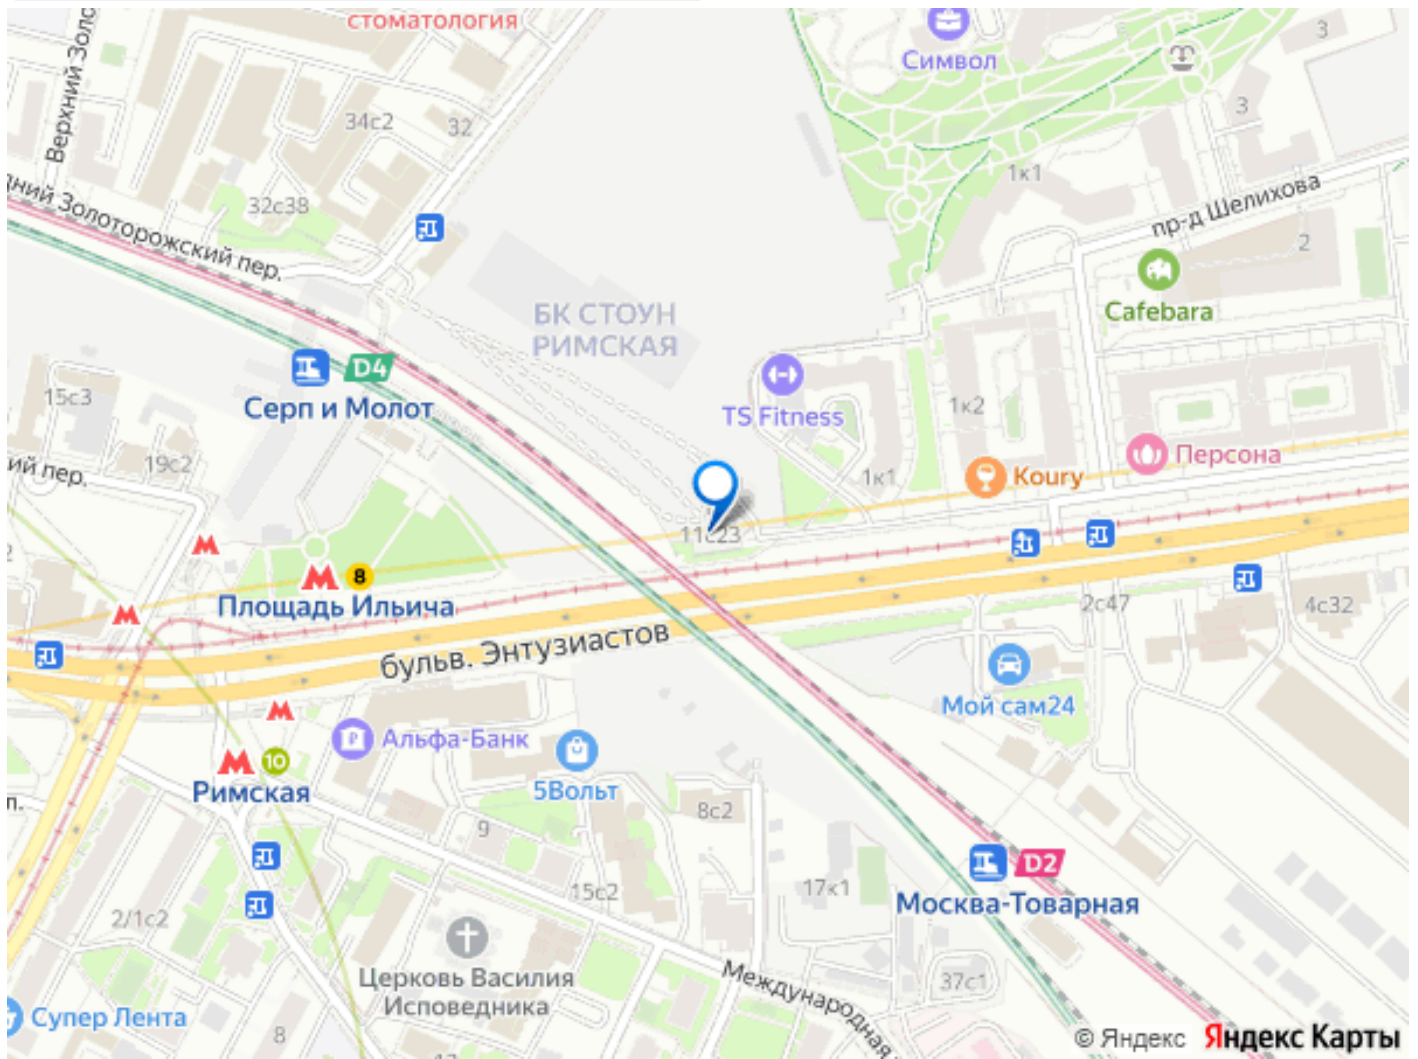 стоматология
Символ
3
Верхний Золо
34с2
32
3
1к1
пр-д Шелихова
2
32с38
дний Золоторожский пер.
БК СТОУН
РИМСКАЯ
Cafebara
D4
Серп и Молот
TS Fitness
15с3
1к2
19с2
ий пер.
1к1
Koury
Персона
11с23
М 8
Площадь Ильича
2с47
4с32
бульв. Энтузиастов
Мой сам24
Альфа-Банк
М 10
Римская
5Вольт
8с2
9
D2
17к1
15с2
Москва-Товарная
2/1с2
Церковь Василия
Исповедника
Международная
37с1
Супер Лента
8
13
© Яндекс Яндекс Карты